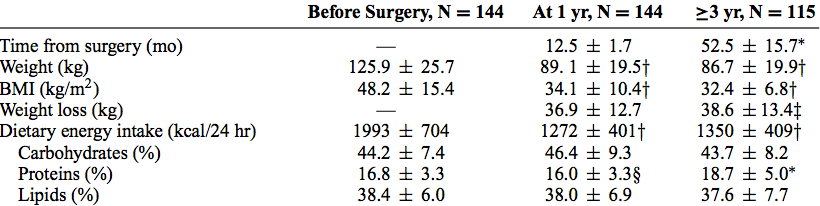 Before Surgery, N = 144 At 1 yr, N = 144 ≥3 yr, N = 115
Time from surgery (mo) — 12.5 ± 1.7 52.5 ± 15.7*
Weight (kg) 125.9 ± 25.7 89. 1 ± 19.5† 86.7 ± 19.9†
BMI (kg/m²) 48.2 ± 15.4 34.1 ± 10.4† 32.4 ± 6.8†
Weight loss (kg) — 36.9 ± 12.7 38.6 ±13.4‡
Dietary energy intake (kcal/24 hr) 1993 ± 704 1272 ± 401† 1350 ± 409†
Carbohydrates (%) 44.2 ± 7.4 46.4 ± 9.3 43.7 ± 8.2
Proteins (%) 16.8 ± 3.3 16.0 ± 3.3§ 18.7 ± 5.0*
Lipids (%) 38.4 ± 6.0 38.0 ± 6.9 37.6 ± 7.7